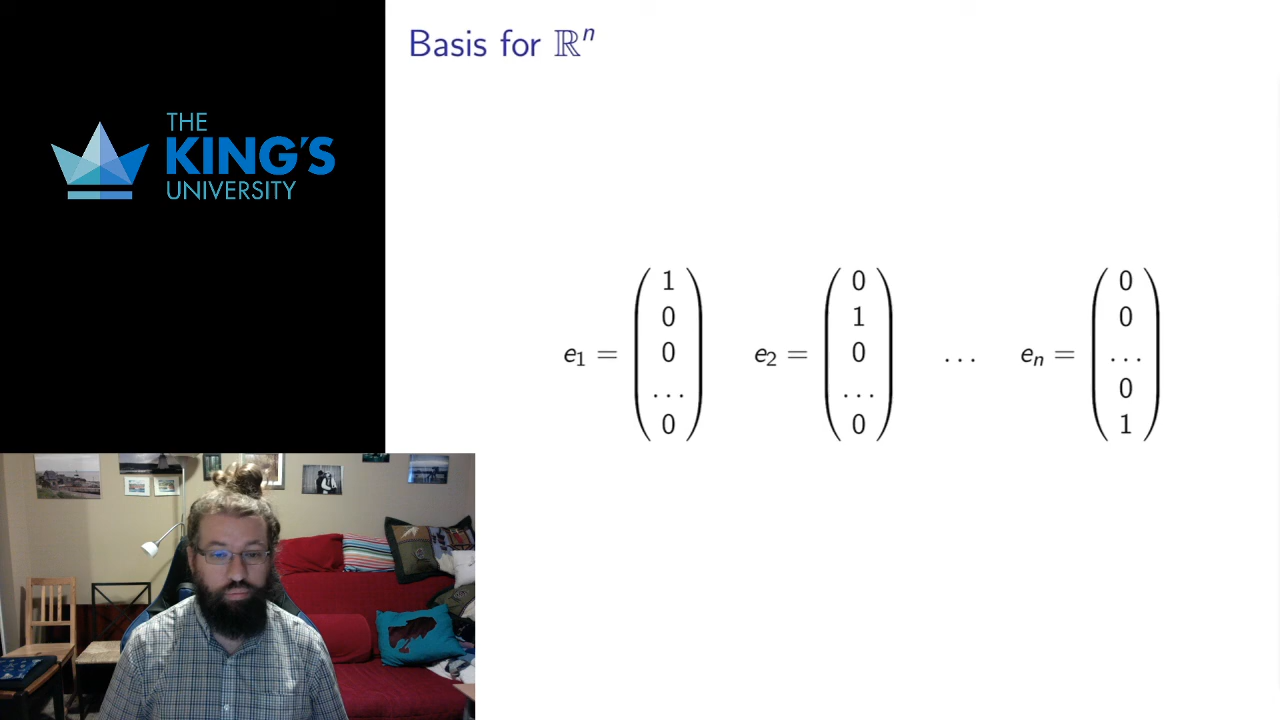 THE
KING'S
UNIVERSITY
Basis for ℝⁿ
e₁ = (1 0 0 … 0) e₂ = (0 1 0 … 0) … eₙ = (0 0 … 0 1)